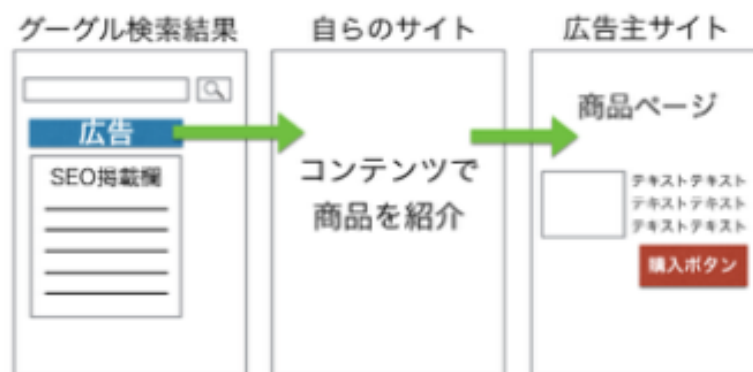 グーグル検索結果
自らのサイト
広告主サイト
広告
SEO掲載欄
コンテンツで
商品を紹介
商品ページ
テキストテキスト
テキストテキスト
テキストテキスト
購入ボタン